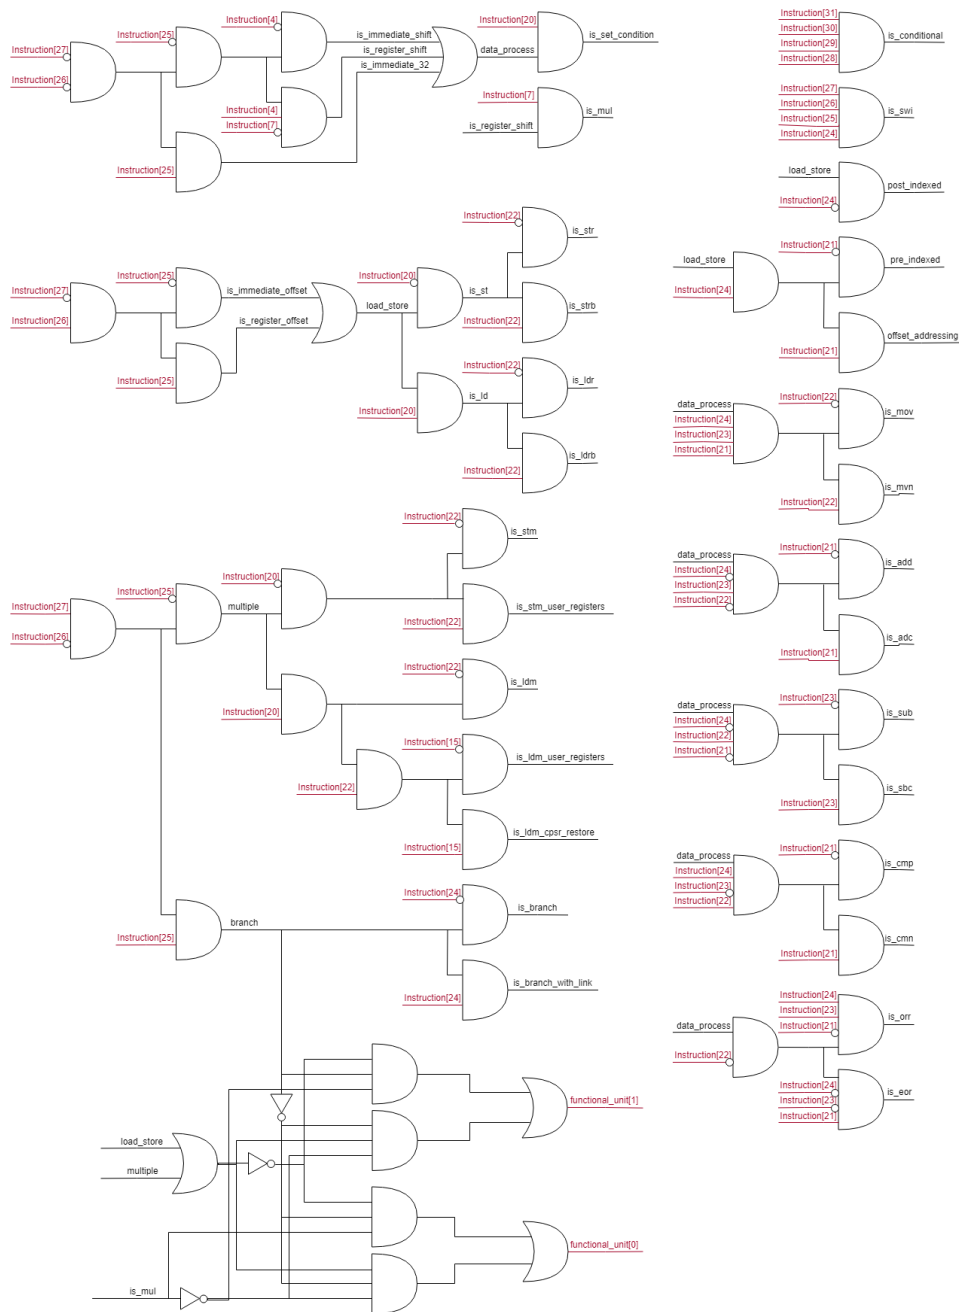 Instruction[27]
Instruction[26]
Instruction[25]
Instruction[4]
Instruction[4]
Instruction[7]
Instruction[25]
is_immediate_shift
is_register_shift
is_immediate_32
data_process
Instruction[20]
is_set_condition
Instruction[7]
is_register_shift
is_mul
Instruction[27]
Instruction[26]
Instruction[25]
Instruction[25]
is_immediate_offset
is_register_offset
load_store
Instruction[20]
Instruction[20]
is_st
is_ld
Instruction[22]
is_str
Instruction[22]
is_strb
Instruction[22]
is_ldr
Instruction[22]
is_ldrb
Instruction[27]
Instruction[26]
Instruction[25]
multiple
Instruction[20]
Instruction[20]
Instruction[22]
is_stm
Instruction[22]
is_stm_user_registers
Instruction[22]
is_ldm
Instruction[22]
Instruction[15]
is_ldm_user_registers
Instruction[15]
is_ldm_cpsr_restore
Instruction[25]
branch
Instruction[24]
is_branch
Instruction[24]
is_branch_with_link
load_store
multiple
is_mul
functional_unit[1]
functional_unit[0]
Instruction[31]
Instruction[30]
Instruction[29]
Instruction[28]
is_conditional
Instruction[27]
Instruction[26]
Instruction[25]
Instruction[24]
is_swi
load_store
Instruction[24]
post_indexed
load_store
Instruction[24]
Instruction[21]
pre_indexed
Instruction[21]
offset_addressing
data_process
Instruction[24]
Instruction[23]
Instruction[21]
Instruction[22]
is_mov
Instruction[22]
is_mvn
data_process
Instruction[24]
Instruction[23]
Instruction[22]
Instruction[21]
is_add
Instruction[21]
is_adc
data_process
Instruction[24]
Instruction[22]
Instruction[21]
Instruction[23]
is_sub
Instruction[23]
is_sbc
data_process
Instruction[24]
Instruction[23]
Instruction[22]
Instruction[21]
is_cmp
Instruction[21]
is_cmn
data_process
Instruction[22]
Instruction[24]
Instruction[23]
Instruction[21]
is_orr
Instruction[24]
Instruction[23]
Instruction[21]
is_eor